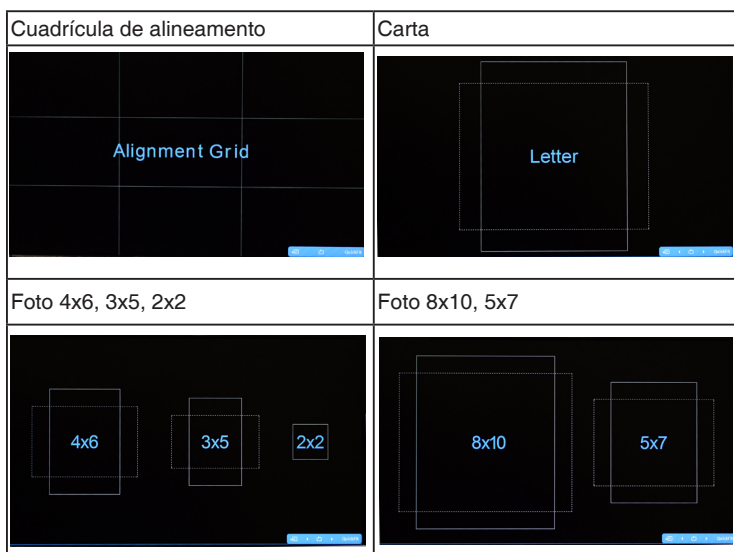 Cuadrícula de alineamento
Carta
Alignment Grid
Letter
Foto 4x6, 3x5, 2x2
Foto 8x10, 5x7
4x6
3x5
2x2
8x10
5x7